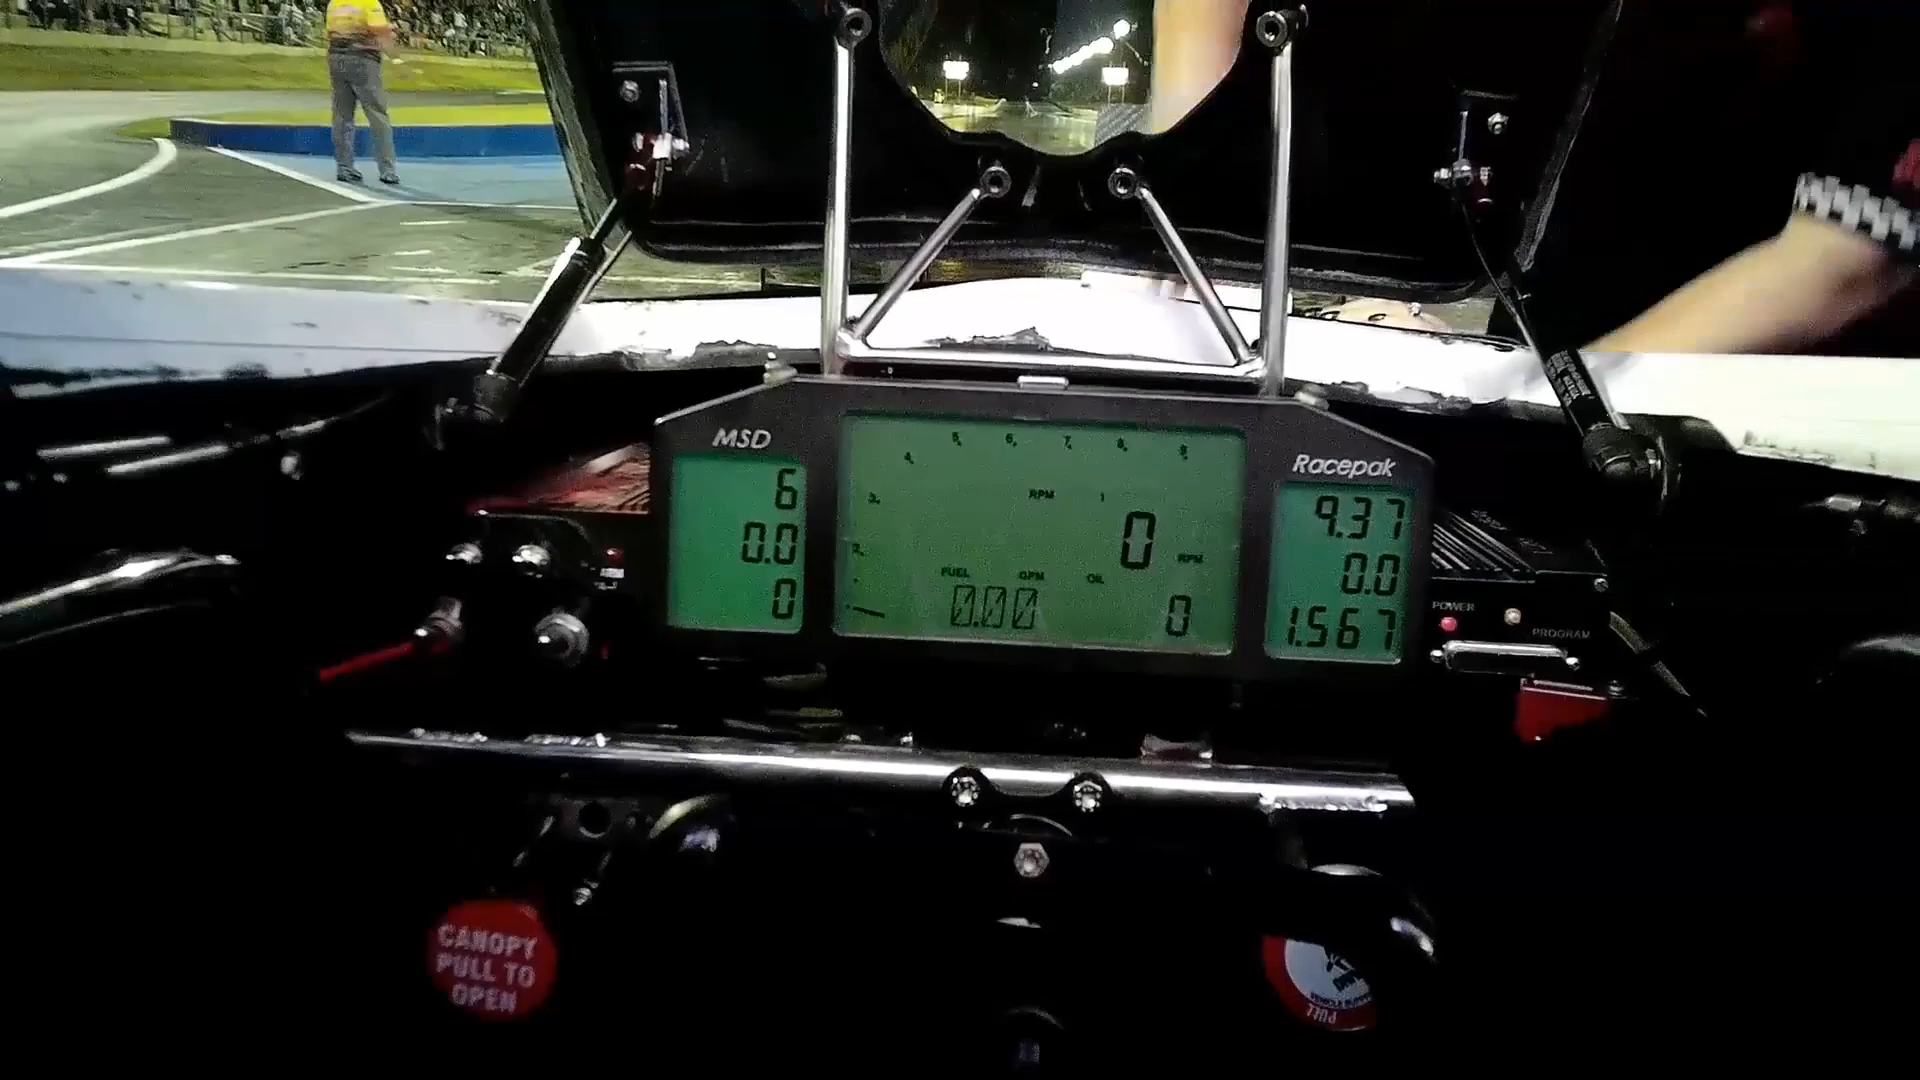 MSD
6
0.0
0
3. 4. 5. 6. 7. 8. 9.
2.
RPM 1
0
RPM
FUEL GPM OIL
0.00 0
Racepak
9.37
0.0
1.567
POWER
PROGRAM
CANOPY
PULL TO
OPEN
PULL